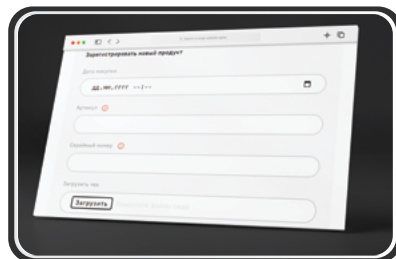 Зарегистрировать новый продукт
Дата покупки
дд.мм.гггг --:--
Артикул
Серийный номер
Загрузить чек
Загрузить